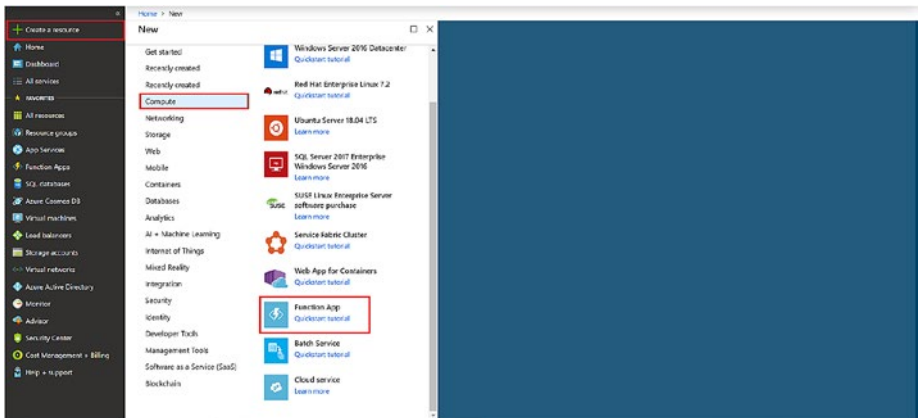 Home > New
Create a resource
Home
Dashboard
All services
FAVORITES
All resources
Resource groups
App Services
Function Apps
SQL databases
Azure Cosmos DB
Virtual machines
Load balancers
Storage accounts
Virtual networks
Azure Active Directory
Monitor
Advisor
Security Center
Cost Management + Billing
Help + support
New
Get started
Recently created
Recently created
Compute
Networking
Storage
Web
Mobile
Containers
Databases
Analytics
AI + Machine Learning
Internet of Things
Mixed Reality
Integration
Security
Identity
Developer Tools
Management Tools
Software as a Service (SaaS)
Blockchain
Windows Server 2016 Datacenter
Quickstart tutorial
redhat
Red Hat Enterprise Linux 7.2
Quickstart tutorial
Ubuntu Server 18.04 LTS
Learn more
SQL Server 2017 Enterprise
Windows Server 2016
Learn more
SUSE
SUSE Linux Enterprise Server
software purchase
Learn more
Service Fabric Cluster
Quickstart tutorial
Web App for Containers
Quickstart tutorial
Function App
Quickstart tutorial
Batch Service
Quickstart tutorial
Cloud service
Learn more